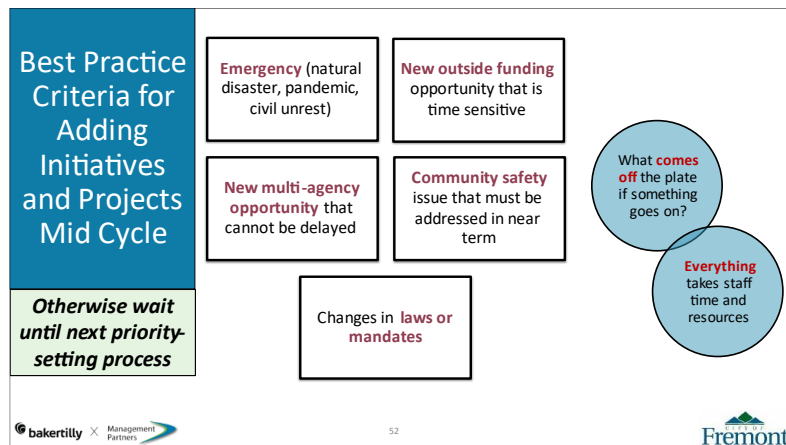 Best Practice
Criteria for
Adding
Initiatives
and Projects
Mid Cycle
Otherwise wait
until next priority-
setting process
Emergency (natural
disaster, pandemic,
civil unrest)
New outside funding
opportunity that is
time sensitive
New multi-agency
opportunity that
cannot be delayed
Community safety
issue that must be
addressed in near
term
Changes in laws or
mandates
What comes
off the plate
if something
goes on?
Everything
takes staff
time and
resources
bakertilly X Management
Partners
52
CITY OF
Fremont